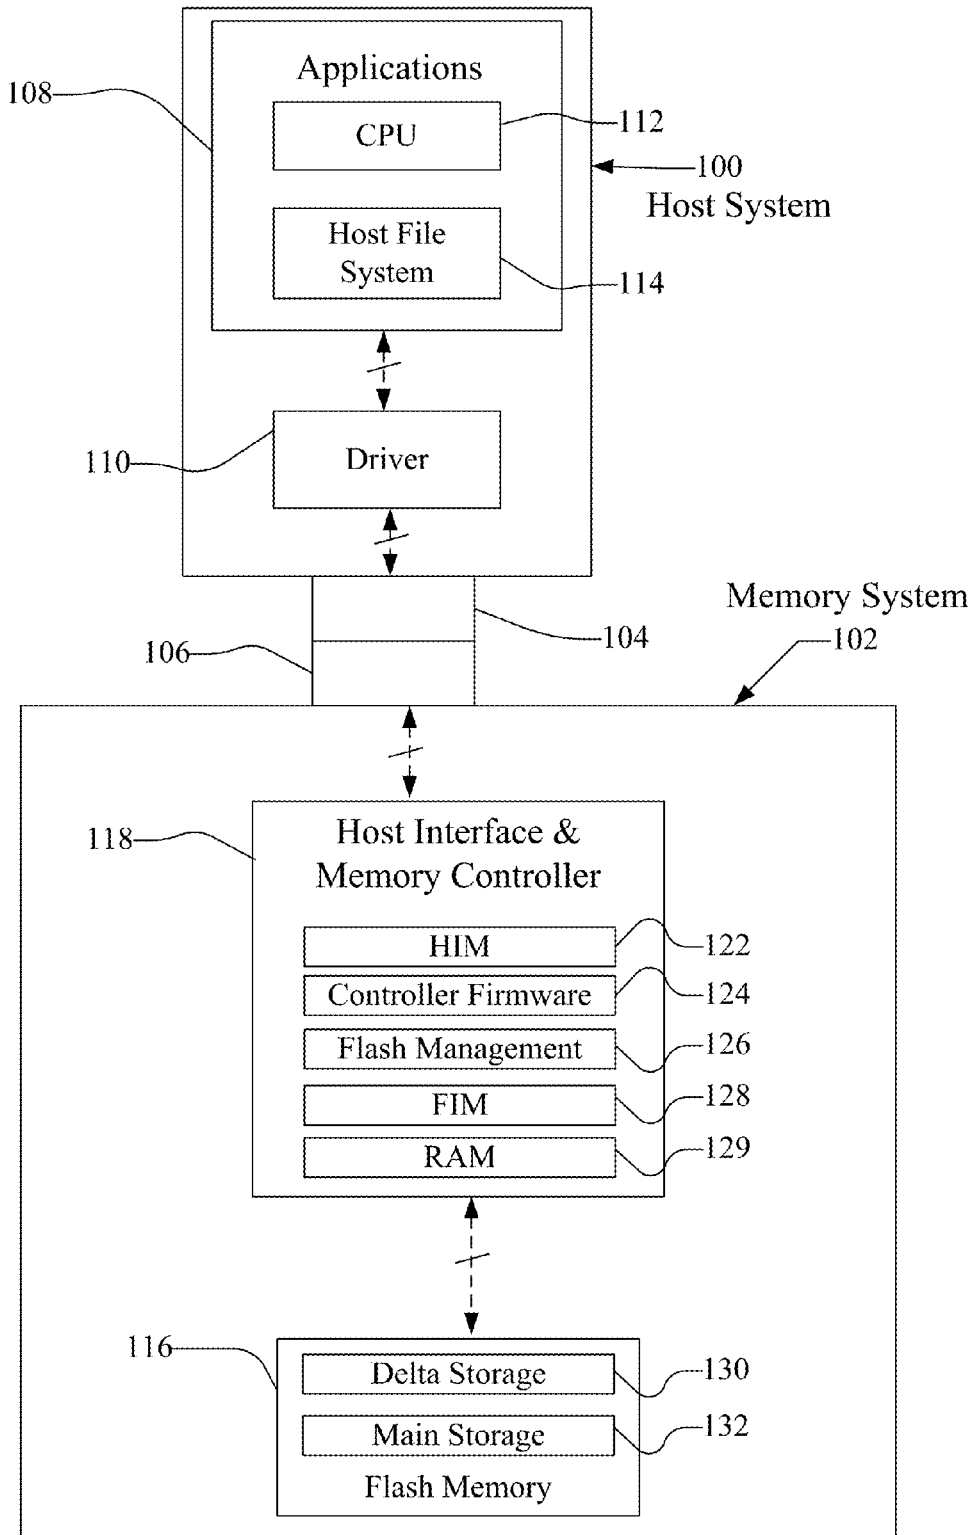 Applications
108
CPU
112
100
Host System
Host File
System
114
110
Driver
Memory System
104
102
106
118
Host Interface &
Memory Controller
HIM
122
Controller Firmware
124
Flash Management
126
FIM
128
RAM
129
116
Delta Storage
130
Main Storage
132
Flash Memory